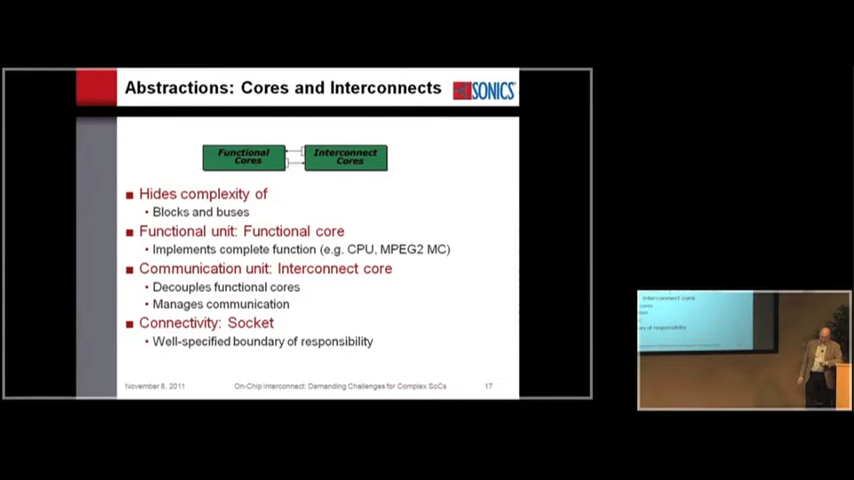 Abstractions: Cores and Interconnects
SONICS
Functional
Cores
Interconnect
Cores
Hides complexity of
• Blocks and buses
Functional unit: Functional core
• Implements complete function (e.g. CPU, MPEG2 MC)
Communication unit: Interconnect core
• Decouples functional cores
• Manages communication
Connectivity: Socket
• Well-specified boundary of responsibility
November 8, 2011
On-Chip Interconnect: Demanding Challenges for Complex SoCs
17
Interconnect core
ry of responsibility